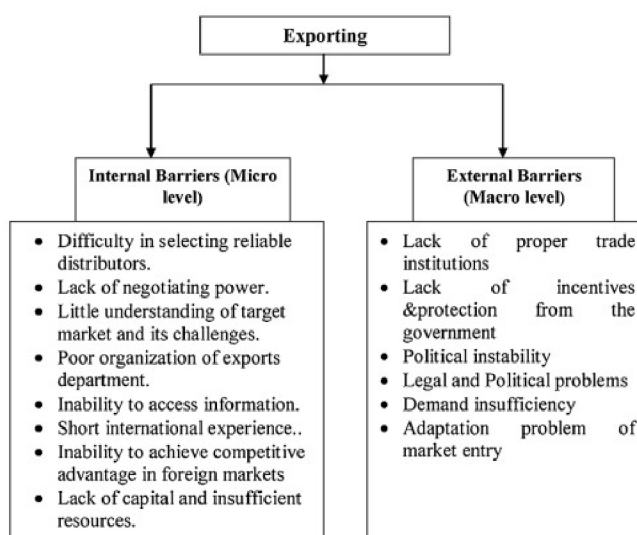 Exporting
Internal Barriers (Micro
level)
• Difficulty in selecting reliable
distributors.
• Lack of negotiating power.
• Little understanding of target
market and its challenges.
• Poor organization of exports
department.
• Inability to access information.
• Short international experience..
• Inability to achieve competitive
advantage in foreign markets
• Lack of capital and insufficient
resources.
External Barriers
(Macro level)
• Lack of proper trade
institutions
• Lack of incentives
&protection from the
government
• Political instability
• Legal and Political problems
• Demand insufficiency
• Adaptation problem of
market entry